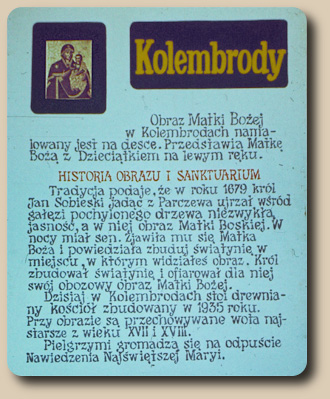 Kolembrody
Obraz Matki Bożej
w Kolembrodach nama-
lowany jest na desce. Przedstawia Matkę
Bożą z Dzieciątkiem na lewym ręku.
HISTORIA OBRAZU I SANKTUARIUM
Tradycja podaje, że w roku 1679 król
Jan Sobieski jadąc z Parczewa ujrzał wśród
gałęzi pochylonego drzewa niezwykłą
jasność, a w niej obraz Matki Boskiej. W
nocy miał sen. Zjawiła mu się Matka
Boża i powiedziała zbuduj świątynię w
miejscu, w którym widziałeś obraz. Król
zbudował świątynię i ofiarował dla niej
swój obozowy obraz Matki Bożej.
Dzisiaj w Kolembrodach stoi drewnia-
ny kościół zbudowany w 1935 roku.
Przy obrazie są przechowywane wota naj-
starsze z wieku XVII i XVIII.
Pielgrzymi gromadzą się na odpuście
Nawiedzenia Najświętszej Maryi.